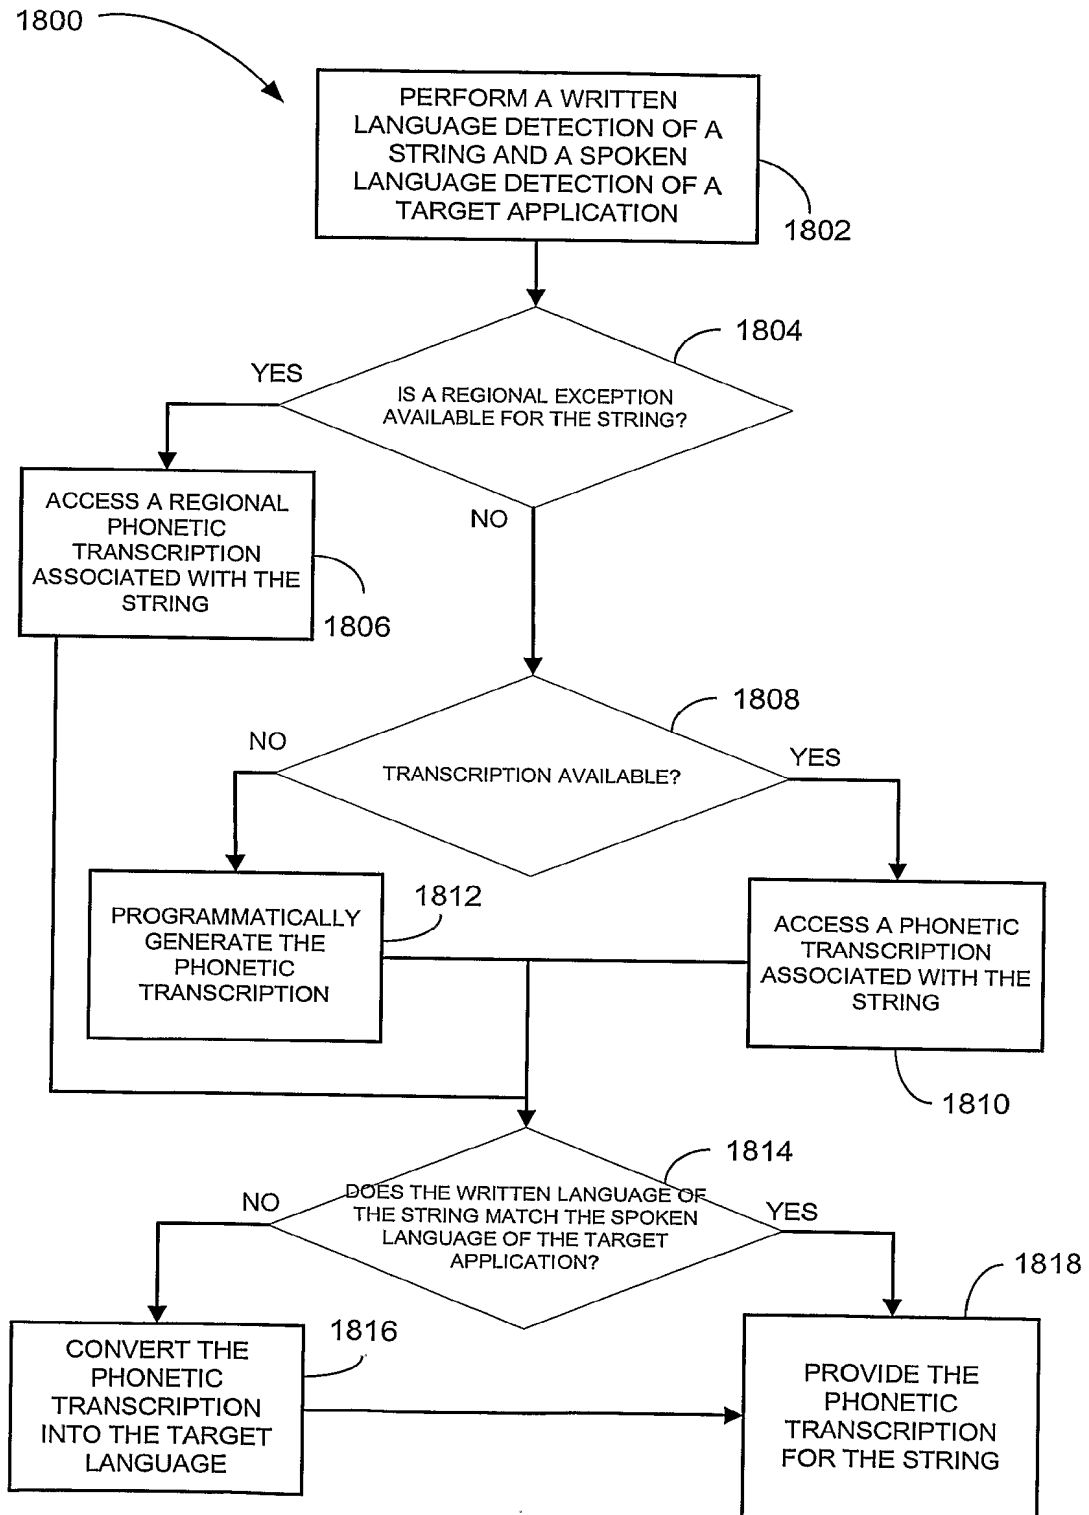 1800
PERFORM A WRITTEN
LANGUAGE DETECTION OF A
STRING AND A SPOKEN
LANGUAGE DETECTION OF A
TARGET APPLICATION
1802
1804
YES
IS A REGIONAL EXCEPTION
AVAILABLE FOR THE STRING?
NO
ACCESS A REGIONAL
PHONETIC
TRANSCRIPTION
ASSOCIATED WITH THE
STRING
1806
1808
NO
YES
TRANSCRIPTION AVAILABLE?
1812
PROGRAMMATICALLY
GENERATE THE
PHONETIC
TRANSCRIPTION
ACCESS A PHONETIC
TRANSCRIPTION
ASSOCIATED WITH THE
STRING
1810
1814
NO
YES
DOES THE WRITTEN LANGUAGE OF
THE STRING MATCH THE SPOKEN
LANGUAGE OF THE TARGET
APPLICATION?
1818
1816
CONVERT THE
PHONETIC
TRANSCRIPTION
INTO THE TARGET
LANGUAGE
PROVIDE THE
PHONETIC
TRANSCRIPTION
FOR THE STRING